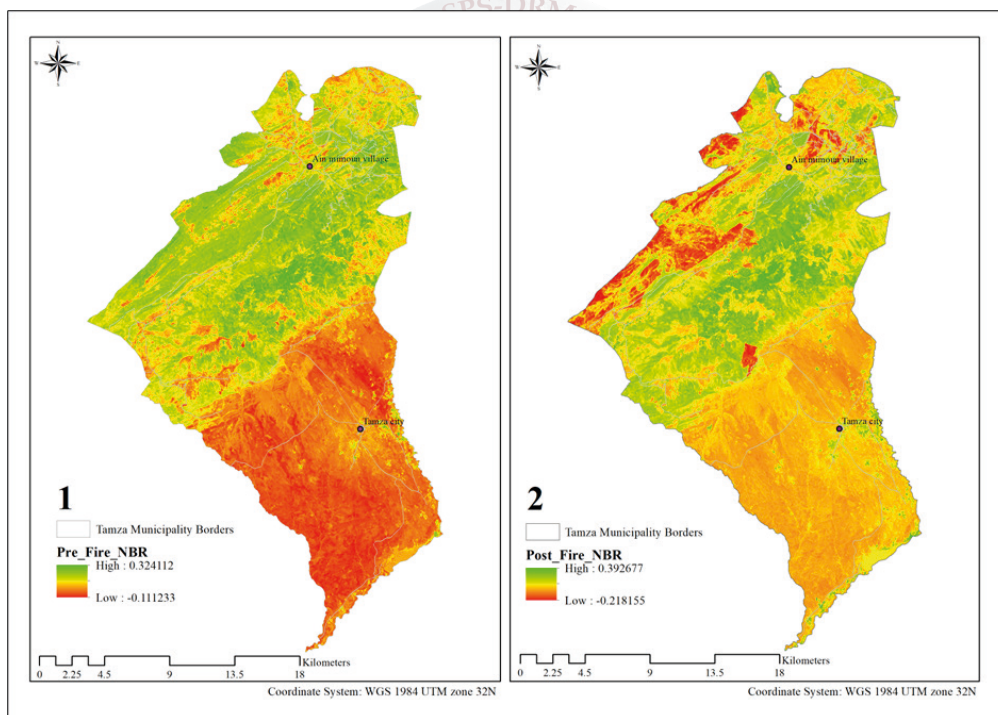 GPS-DRM
N
W E
S
Ain mimoun village
Tamza city
1
Tamza Municipality Borders
Pre_Fire_NBR
High : 0.324112
Low : -0.111233
Kilometers
0 2.25 4.5 9 13.5 18
Coordinate System: WGS 1984 UTM zone 32N
N
W E
S
Ain mimoun village
Tamza city
2
Tamza Municipality Borders
Post_Fire_NBR
High : 0.392677
Low : -0.218155
Kilometers
0 2.25 4.5 9 13.5 18
Coordinate System: WGS 1984 UTM zone 32N